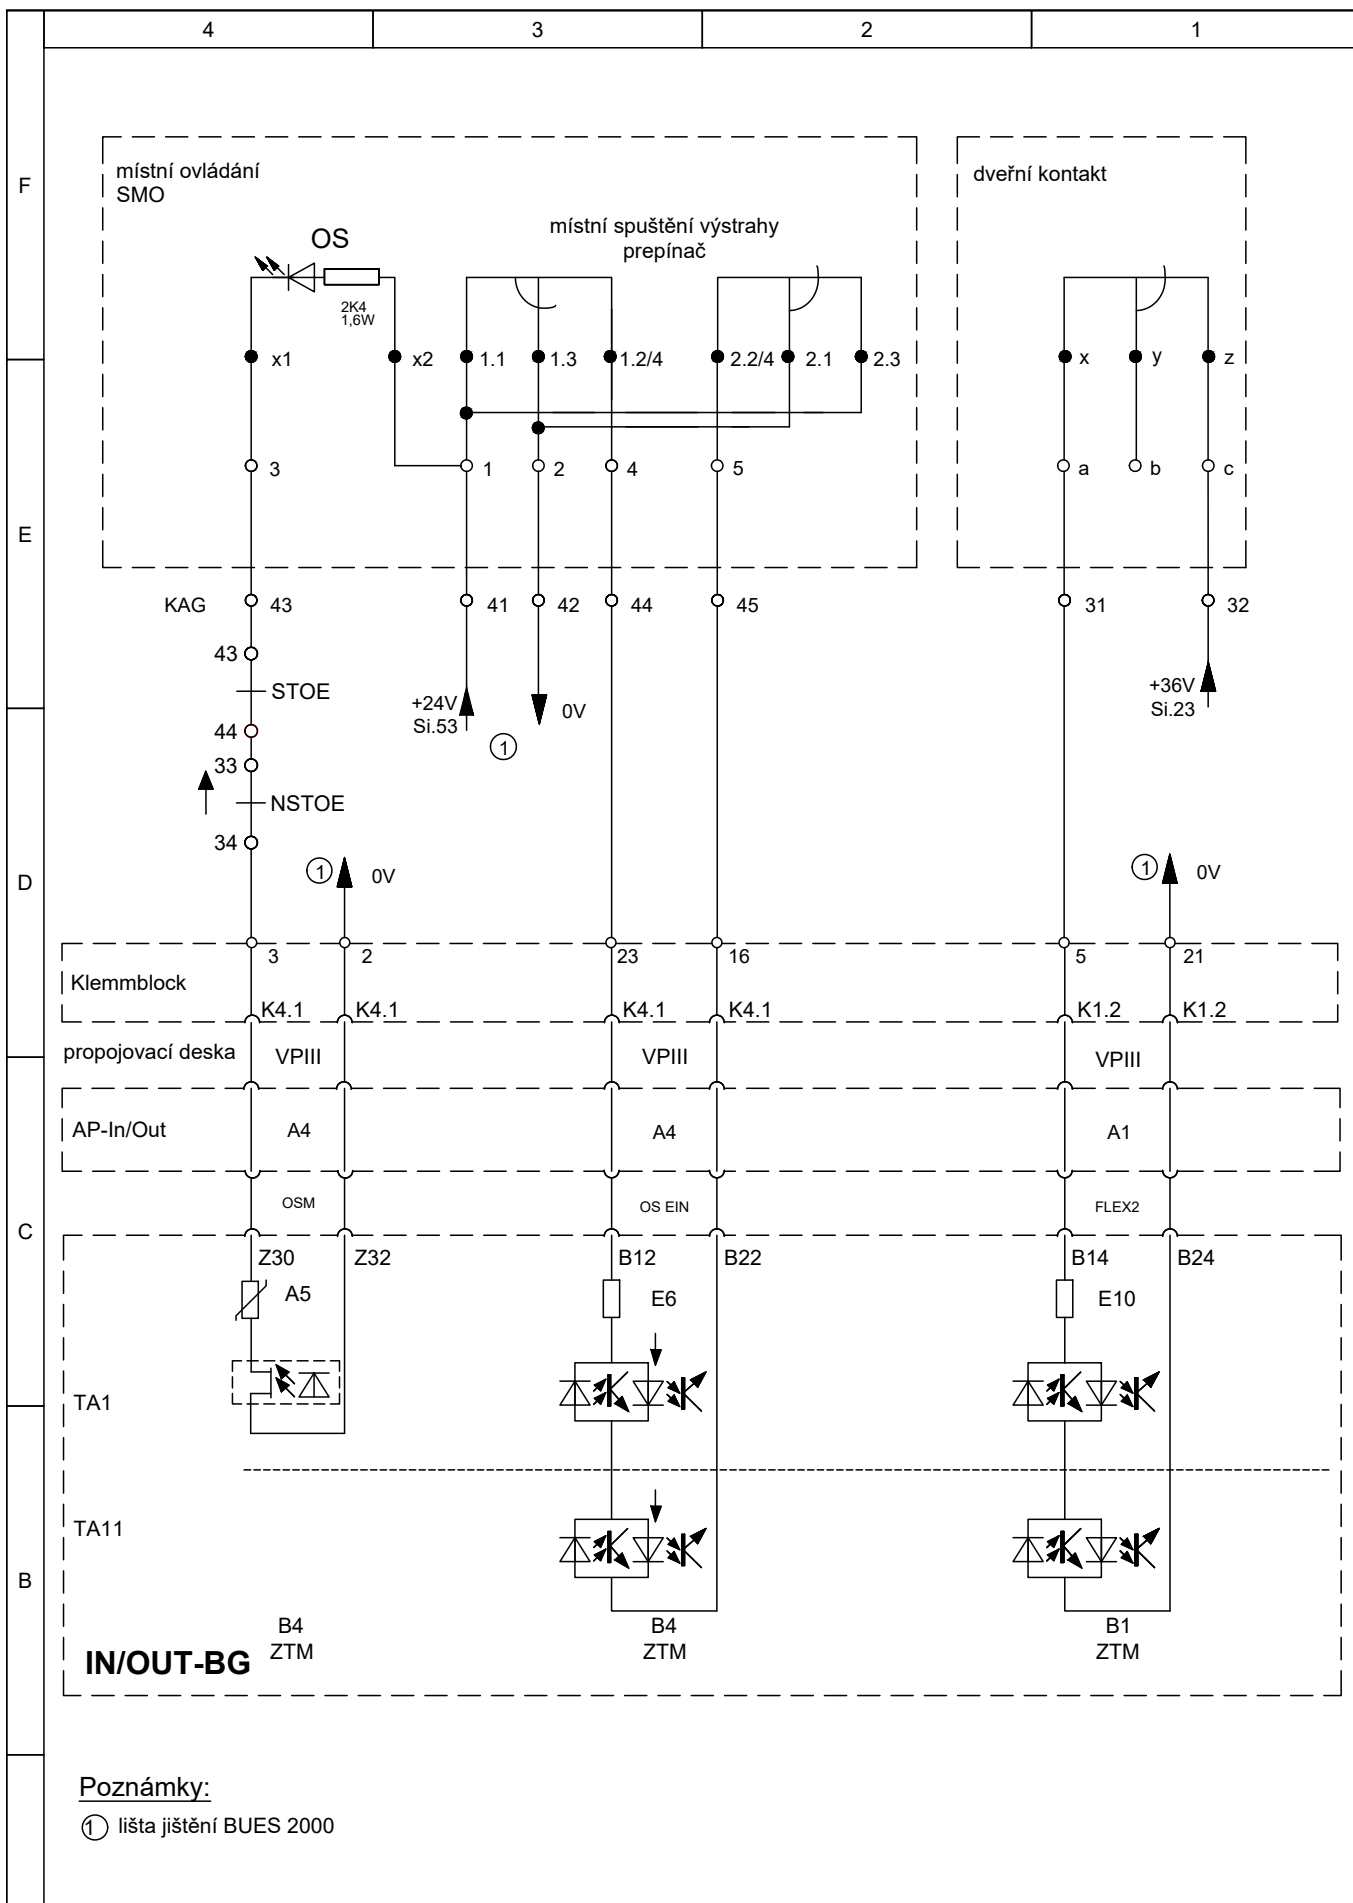 4 3 2 1
F
místní ovládání
SMO
dveřní kontakt
místní spuštění výstrahy
prepínač
OS
2K4
1,6W
x1 x2 1.1 1.3 1.2/4 2.2/4 2.1 2.3 x y z
3 1 2 4 5 a b c
E
KAG 43 41 42 44 45 31 32
43
STOE
+24V
Si.53
0V
1
+36V
Si.23
44
33
NSTOE
34
D
1 0V 1 0V
3 2 23 16 5 21
Klemmblock
K4.1 K4.1 K4.1 K4.1 K1.2 K1.2
propojovací deska VPIII VPIII VPIII
AP-In/Out A4 A4 A1
C
OSM OS EIN FLEX2
Z30 Z32 B12 B22 B14 B24
A5 E6 E10
TA1
TA11
B
B4 B4 B1
ZTM ZTM ZTM
IN/OUT-BG
Poznámky:
1 lišta jištění BUES 2000